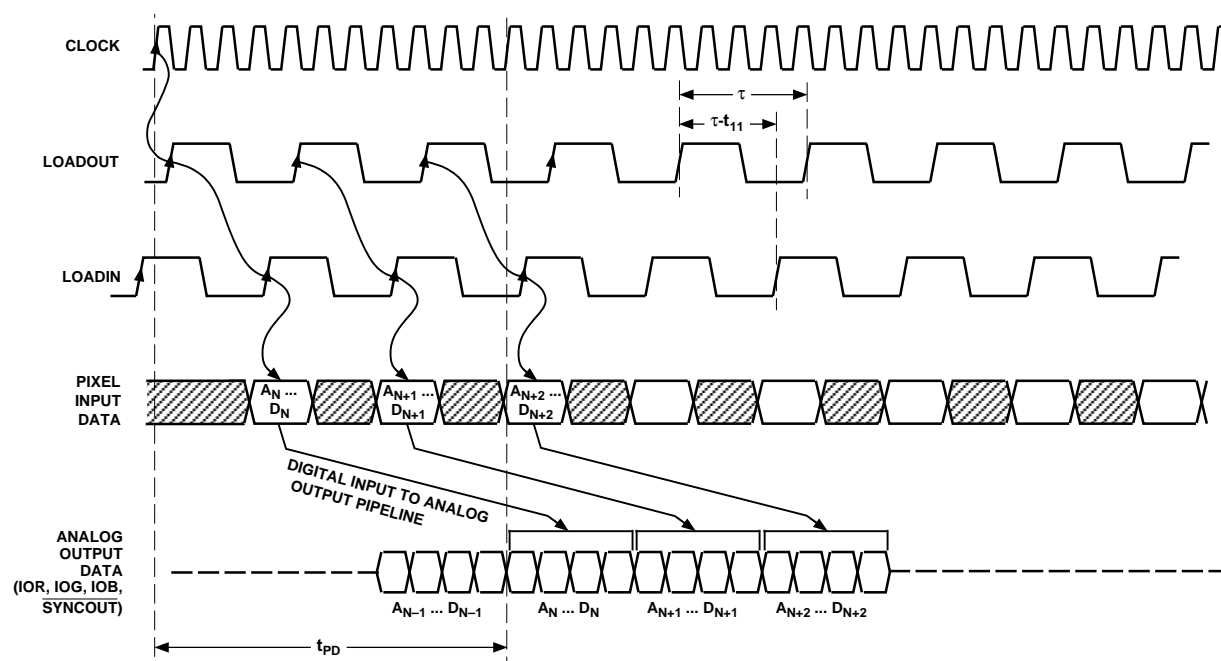 CLOCK
τ
τ-t11
LOADOUT
LOADIN
PIXEL
INPUT
DATA
AN ...
DN
AN+1 ...
DN+1
AN+2 ...
DN+2
DIGITAL INPUT TO ANALOG
OUTPUT PIPELINE
ANALOG
OUTPUT
DATA
(IOR, IOG, IOB,
SYNCOUT)
AN–1 ... DN–1
AN ... DN
AN+1 ... DN+1
AN+2 ... DN+2
tPD